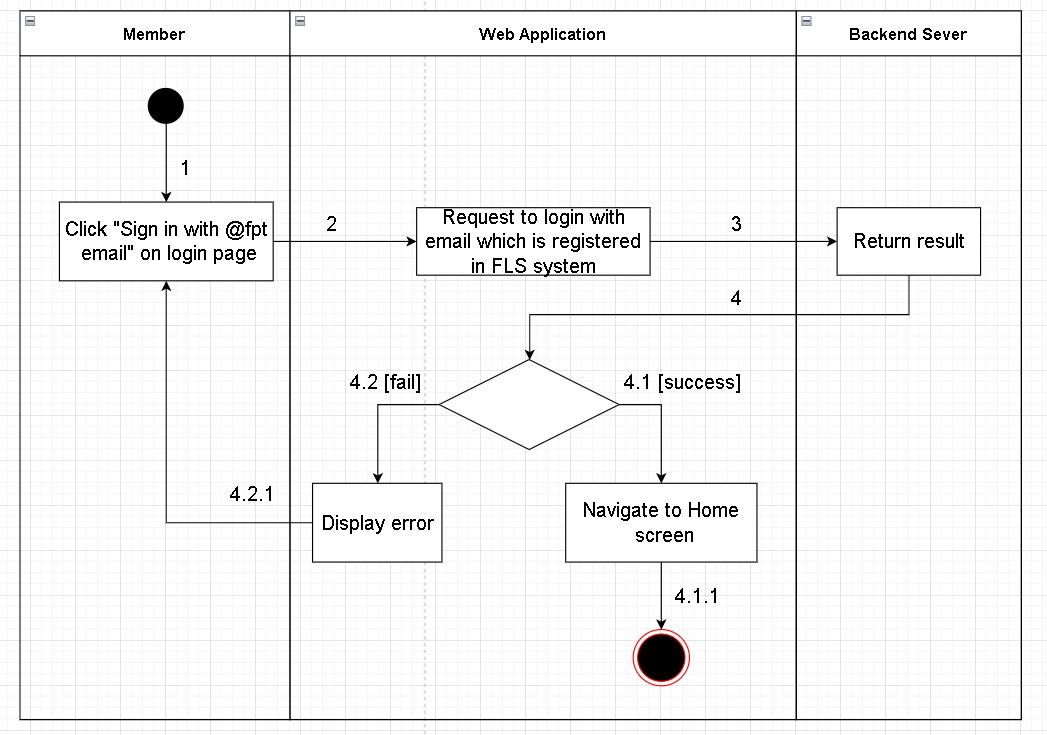 Member
Web Application
Backend Sever
1
Click "Sign in with @fpt
email" on login page
2
Request to login with
email which is registered
in FLS system
3
Return result
4
4.2 [fail]
4.1 [success]
4.2.1
Display error
Navigate to Home
screen
4.1.1